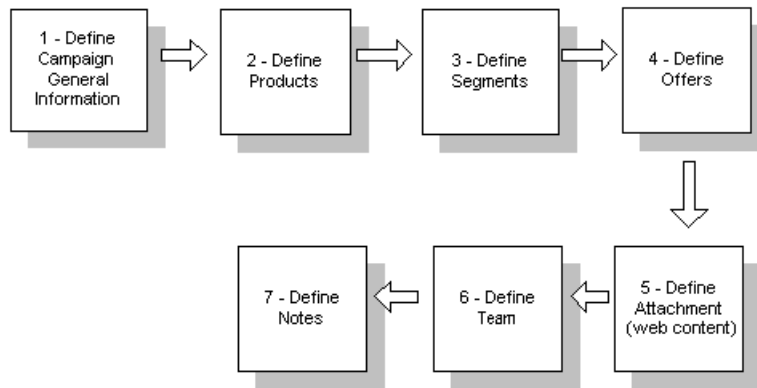 1 - Define
Campaign
General
Information
2 - Define
Products
3 - Define
Segments
4 - Define
Offers
5 - Define
Attachment
(web content)
6 - Define
Team
7 - Define
Notes